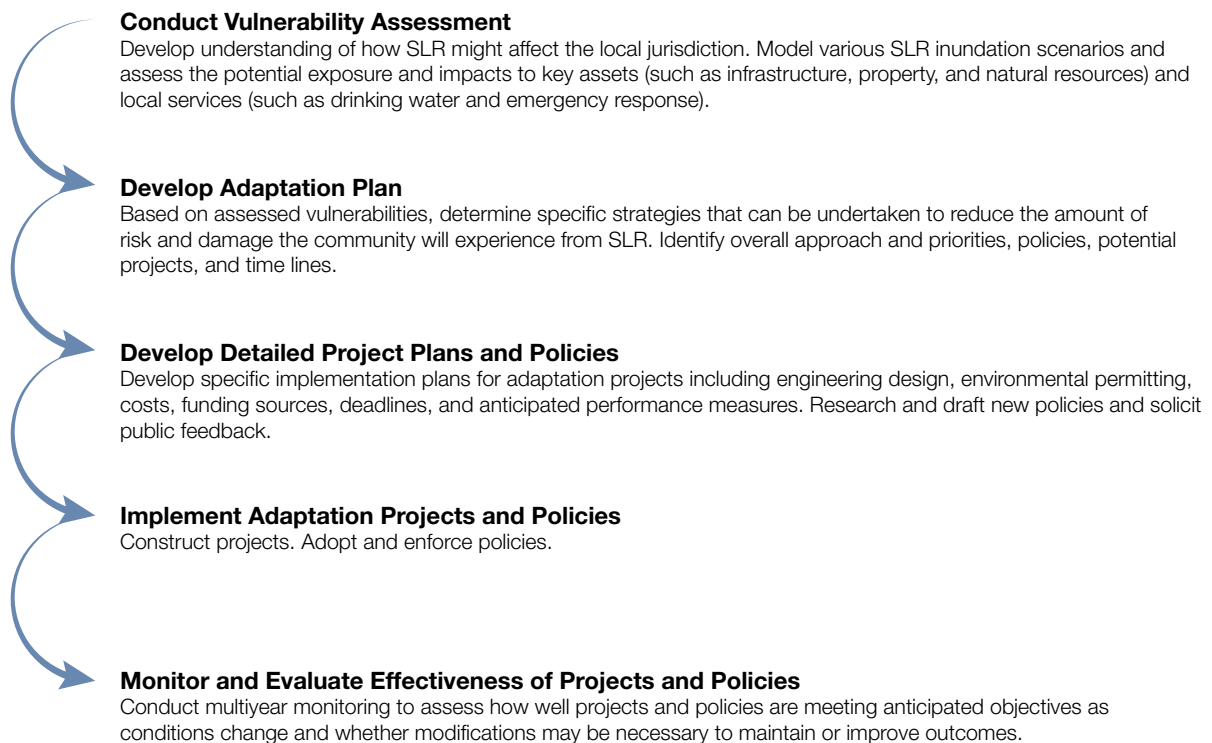 Conduct Vulnerability Assessment
Develop understanding of how SLR might affect the local jurisdiction. Model various SLR inundation scenarios and
assess the potential exposure and impacts to key assets (such as infrastructure, property, and natural resources) and
local services (such as drinking water and emergency response).
Develop Adaptation Plan
Based on assessed vulnerabilities, determine specific strategies that can be undertaken to reduce the amount of
risk and damage the community will experience from SLR. Identify overall approach and priorities, policies, potential
projects, and time lines.
Develop Detailed Project Plans and Policies
Develop specific implementation plans for adaptation projects including engineering design, environmental permitting,
costs, funding sources, deadlines, and anticipated performance measures. Research and draft new policies and solicit
public feedback.
Implement Adaptation Projects and Policies
Construct projects. Adopt and enforce policies.
Monitor and Evaluate Effectiveness of Projects and Policies
Conduct multiyear monitoring to assess how well projects and policies are meeting anticipated objectives as
conditions change and whether modifications may be necessary to maintain or improve outcomes.